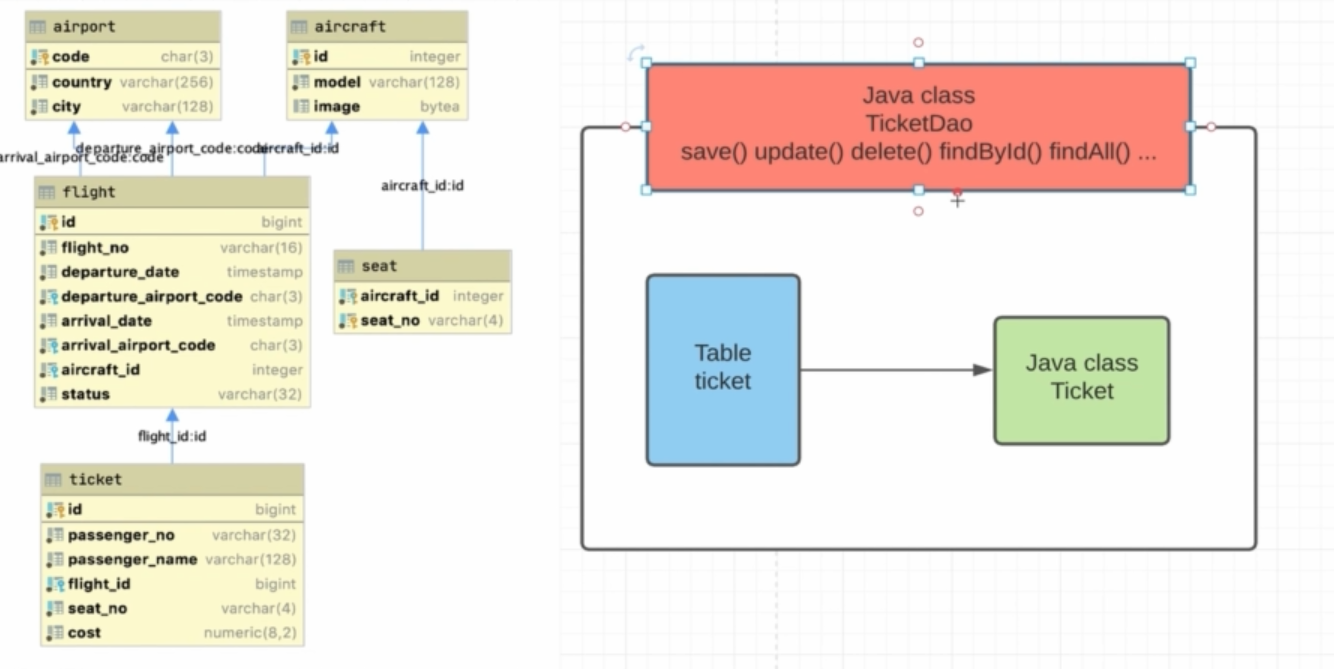 airport
code char(3)
country varchar(256)
city varchar(128)
aircraft
id integer
model varchar(128)
image bytea
arrival_airport_code:code
departure_airport_code:code
aircraft_id:id
aircraft_id:id
flight
id bigint
flight_no varchar(16)
departure_date timestamp
departure_airport_code char(3)
arrival_date timestamp
arrival_airport_code char(3)
aircraft_id integer
status varchar(32)
seat
aircraft_id integer
seat_no varchar(4)
flight_id:id
ticket
id bigint
passenger_no varchar(32)
passenger_name varchar(128)
flight_id bigint
seat_no varchar(4)
cost numeric(8,2)
Java class
TicketDao
save() update() delete() findById() findAll() ...
Table
ticket
Java class
Ticket